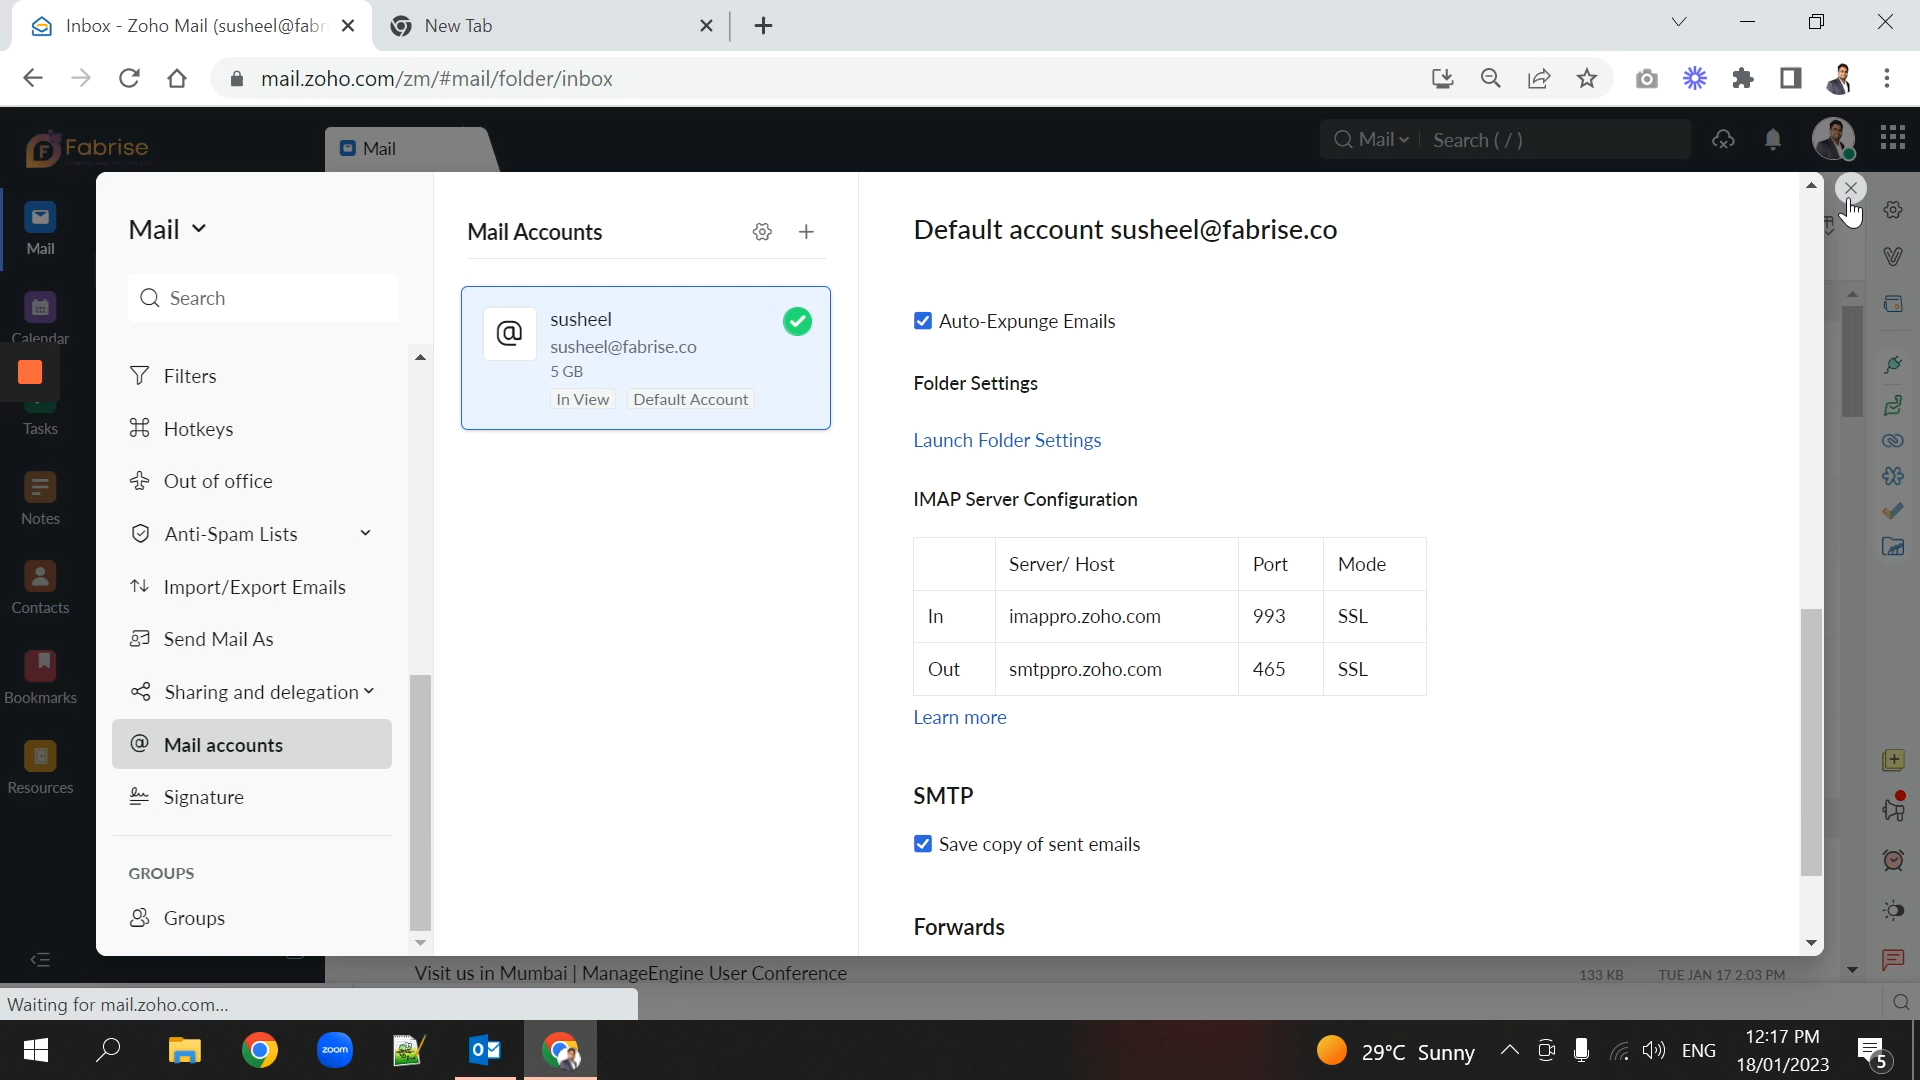 Inbox - Zoho Mail (susheel@fabr
New Tab
mail.zoho.com/zm/#mail/folder/inbox
Fabrise
Mail
Mail
Search ( / )
Mail
Calendar
Tasks
Notes
Contacts
Bookmarks
Resources
Mail
Search
Filters
Hotkeys
Out of office
Anti-Spam Lists
Import/Export Emails
Send Mail As
Sharing and delegation
Mail accounts
Signature
GROUPS
Groups
Mail Accounts
@
susheel
susheel@fabrise.co
5 GB
In View
Default Account
Default account susheel@fabrise.co
Auto-Expunge Emails
Folder Settings
Launch Folder Settings
IMAP Server Configuration
Server/ Host Port Mode
In imappro.zoho.com 993 SSL
Out smtppro.zoho.com 465 SSL
Learn more
SMTP
Save copy of sent emails
Forwards
Visit us in Mumbai | ManageEngine User Conference
133 KB
TUE JAN 17 2:03 PM
Waiting for mail.zoho.com...
zoom
29°C Sunny
ENG
12:17 PM
18/01/2023
5